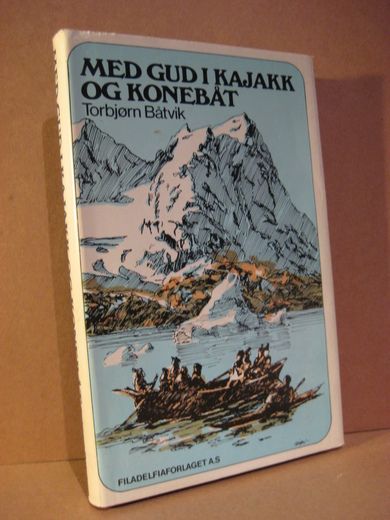 MED GUD I KAJAKK
OG KONEBÅT
Torbjørn Båtvik
FILADELFIAFORLAGET A.S